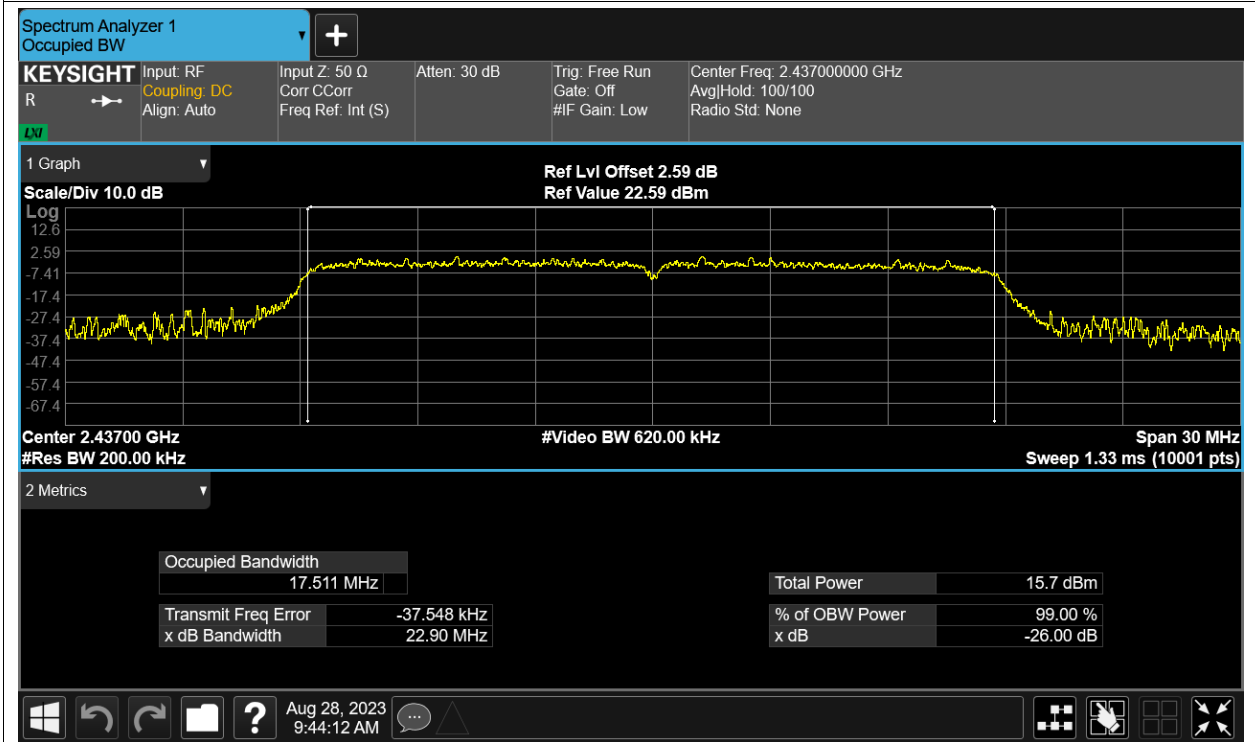 Spectrum Analyzer 1
Occupied BW
KEYSIGHT
R
LXI
Input: RF
Coupling: DC
Align: Auto
Input Z: 50 Ω
Corr CCorr
Freq Ref: Int (S)
Atten: 30 dB
Trig: Free Run
Gate: Off
#IF Gain: Low
Center Freq: 2.437000000 GHz
Avg|Hold: 100/100
Radio Std: None
1 Graph
Scale/Div 10.0 dB
Ref Lvl Offset 2.59 dB
Ref Value 22.59 dBm
Log
12.6
2.59
-7.41
-17.4
-27.4
-37.4
-47.4
-57.4
-67.4
Center 2.43700 GHz
#Res BW 200.00 kHz
#Video BW 620.00 kHz
Span 30 MHz
Sweep 1.33 ms (10001 pts)
2 Metrics
Occupied Bandwidth
17.511 MHz
Transmit Freq Error -37.548 kHz
x dB Bandwidth 22.90 MHz
Total Power 15.7 dBm
% of OBW Power 99.00 %
x dB -26.00 dB
?
Aug 28, 2023
9:44:12 AM